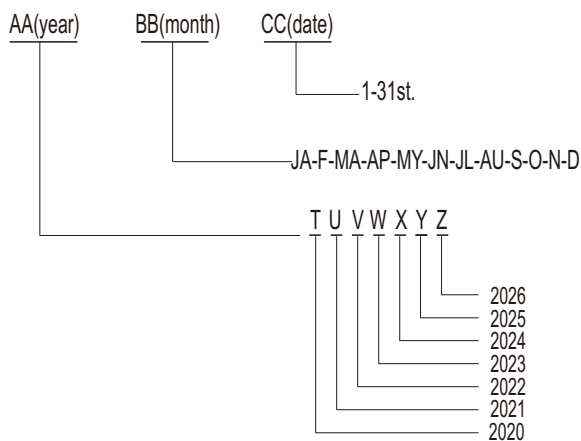 AA(year) BB(month) CC(date)
1-31st.
JA-F-MA-AP-MY-JN-JL-AU-S-O-N-D
T U V W X Y Z
2026
2025
2024
2023
2022
2021
2020